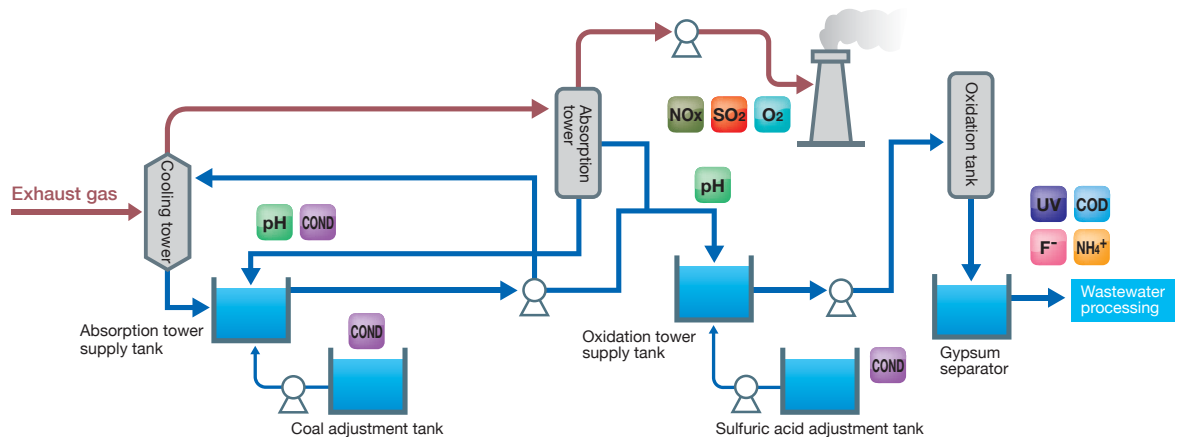 NOx
SO2
O2
Absorption
tower
Oxidation tank
Cooling tower
Exhaust gas
pH
COND
pH
UV
COD
F-
NH4+
Absorption tower
supply tank
COND
Oxidation tower
supply tank
COND
Gypsum
separator
Wastewater
processing
Coal adjustment tank
Sulfuric acid adjustment tank